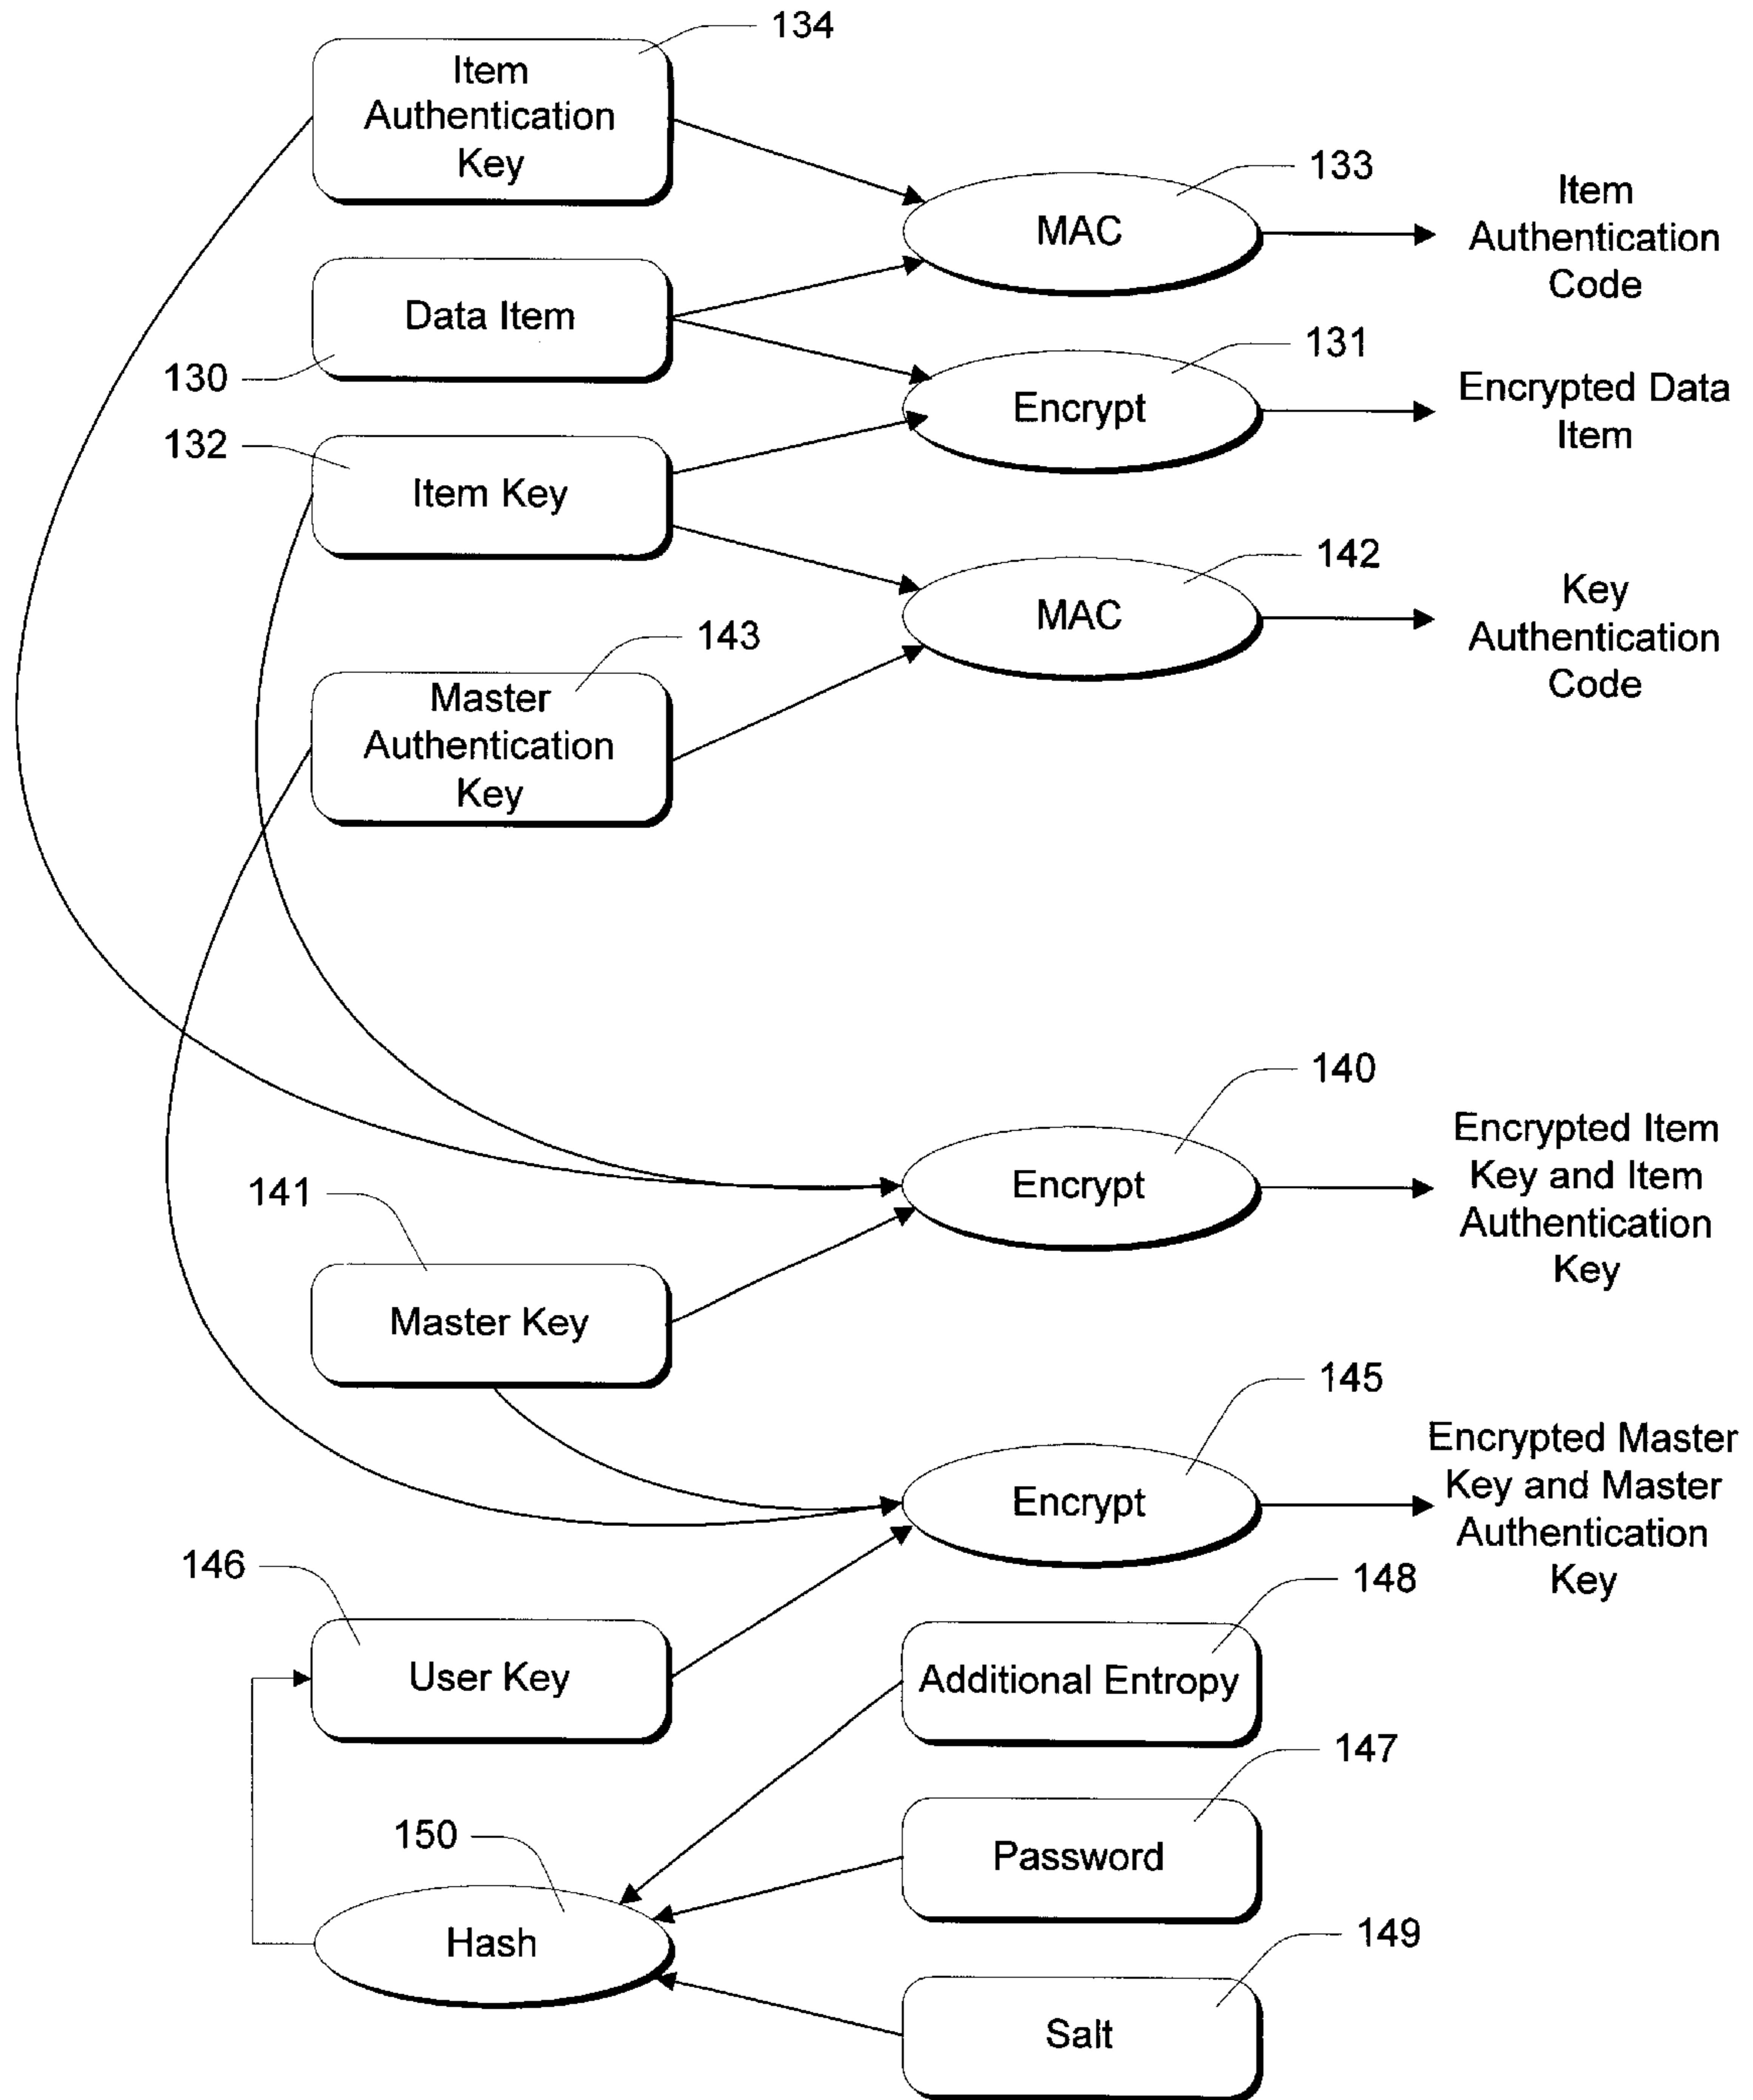 134
Item
Authentication
Key
133
MAC
Item
Authentication
Code
Data Item
130
131
Encrypt
Encrypted Data
Item
132
Item Key
142
MAC
Key
Authentication
Code
143
Master
Authentication
Key
140
Encrypt
Encrypted Item
Key and Item
Authentication
Key
141
Master Key
145
Encrypt
Encrypted Master
Key and Master
Authentication
Key
146
User Key
148
Additional Entropy
147
Password
150
Hash
149
Salt